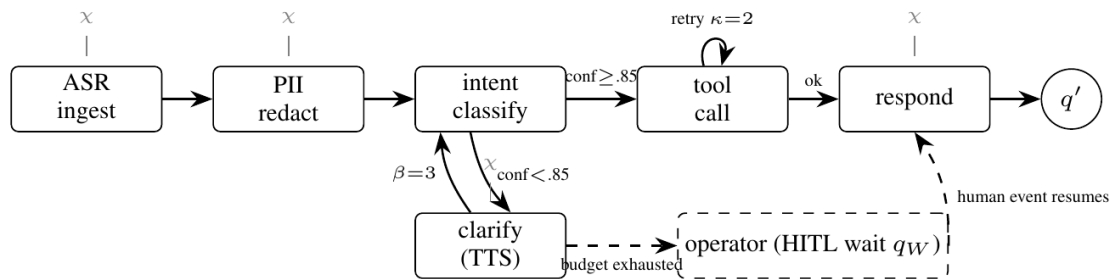 χ
χ
χ
retry κ=2
ASR
ingest
PII
redact
intent
classify
conf≥.85
tool
call
ok
respond
q′
β=3
χ
conf<.85
human event resumes
clarify
(TTS)
budget exhausted
operator (HITL wait q_W)